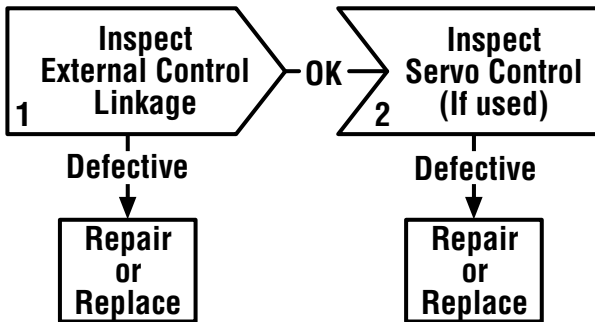 Inspect
External Control
Linkage
1
OK
Inspect
Servo Control
(If used)
2
Defective
Defective
Repair
or
Replace
Repair
or
Replace